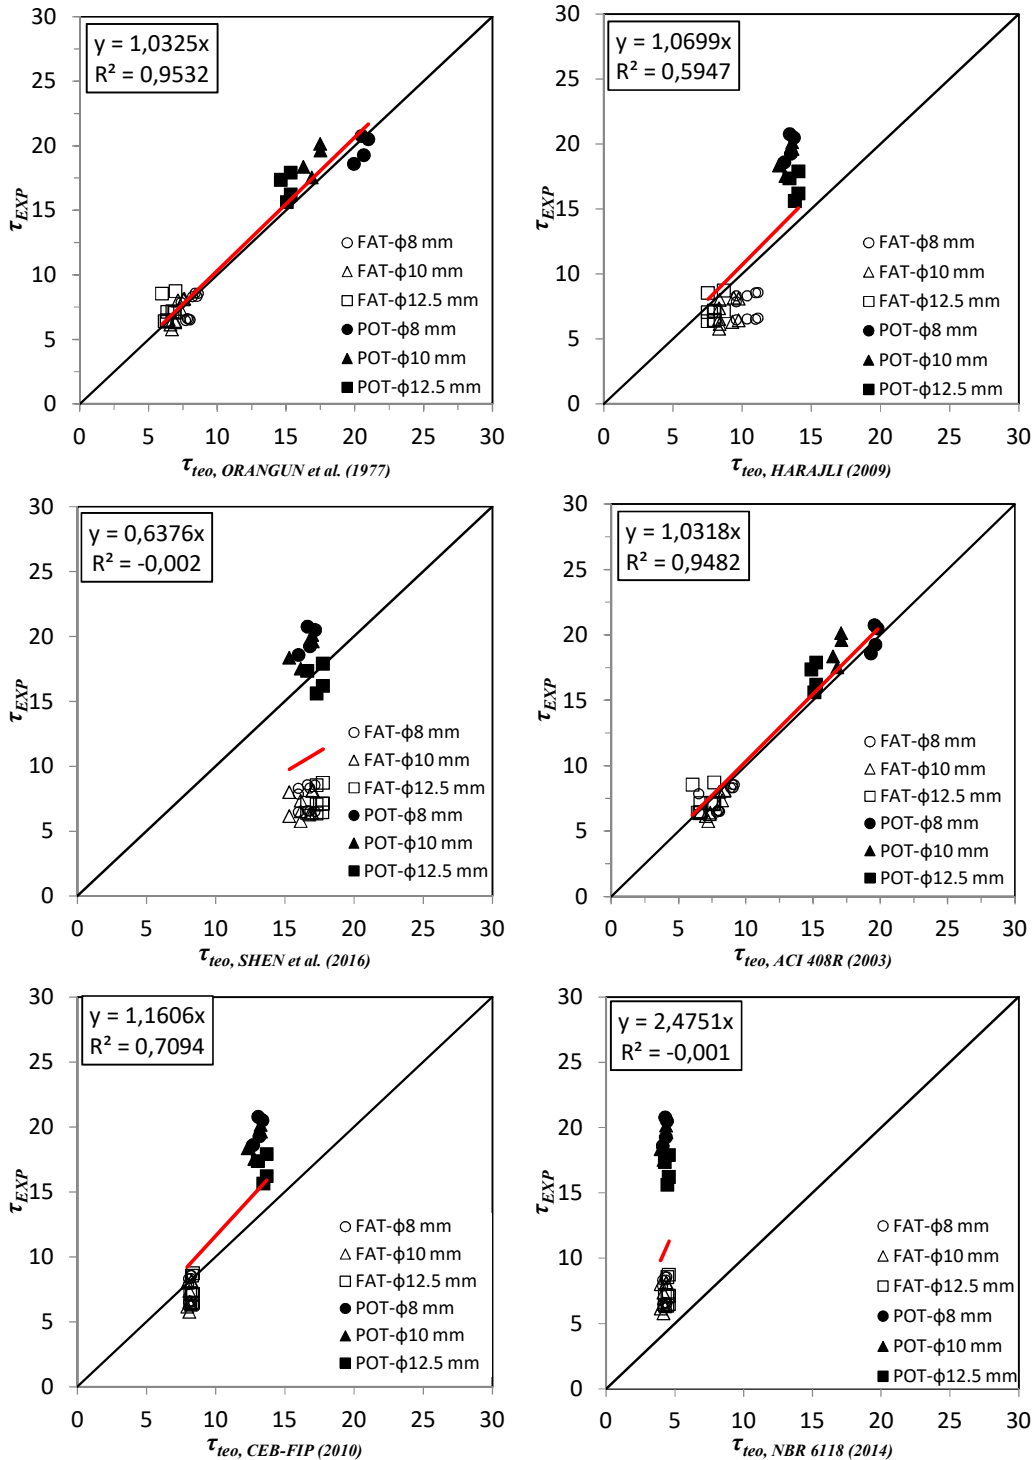 y = 1,0325x
R² = 0,9532
30
25
20
15
10
5
0
τEXP
FAT-ϕ8 mm
FAT-ϕ10 mm
FAT-ϕ12.5 mm
POT-ϕ8 mm
POT-ϕ10 mm
POT-ϕ12.5 mm
0 5 10 15 20 25 30
τteo, ORANGUN et al. (1977)
y = 1,0699x
R² = 0,5947
30
25
20
15
10
5
0
τEXP
FAT-ϕ8 mm
FAT-ϕ10 mm
FAT-ϕ12.5 mm
POT-ϕ8 mm
POT-ϕ10 mm
POT-ϕ12.5 mm
0 5 10 15 20 25 30
τteo, HARAJLI (2009)
y = 0,6376x
R² = -0,002
30
25
20
15
10
5
0
τEXP
FAT-ϕ8 mm
FAT-ϕ10 mm
FAT-ϕ12.5 mm
POT-ϕ8 mm
POT-ϕ10 mm
POT-ϕ12.5 mm
0 5 10 15 20 25 30
τteo, SHEN et al. (2016)
y = 1,0318x
R² = 0,9482
30
25
20
15
10
5
0
τEXP
FAT-ϕ8 mm
FAT-ϕ10 mm
FAT-ϕ12.5 mm
POT-ϕ8 mm
POT-ϕ10 mm
POT-ϕ12.5 mm
0 5 10 15 20 25 30
τteo, ACI 408R (2003)
y = 1,1606x
R² = 0,7094
30
25
20
15
10
5
0
τEXP
FAT-ϕ8 mm
FAT-ϕ10 mm
FAT-ϕ12.5 mm
POT-ϕ8 mm
POT-ϕ10 mm
POT-ϕ12.5 mm
0 5 10 15 20 25 30
τteo, CEB-FIP (2010)
y = 2,4751x
R² = -0,001
30
25
20
15
10
5
0
τEXP
FAT-ϕ8 mm
FAT-ϕ10 mm
FAT-ϕ12.5 mm
POT-ϕ8 mm
POT-ϕ10 mm
POT-ϕ12.5 mm
0 5 10 15 20 25 30
τteo, NBR 6118 (2014)